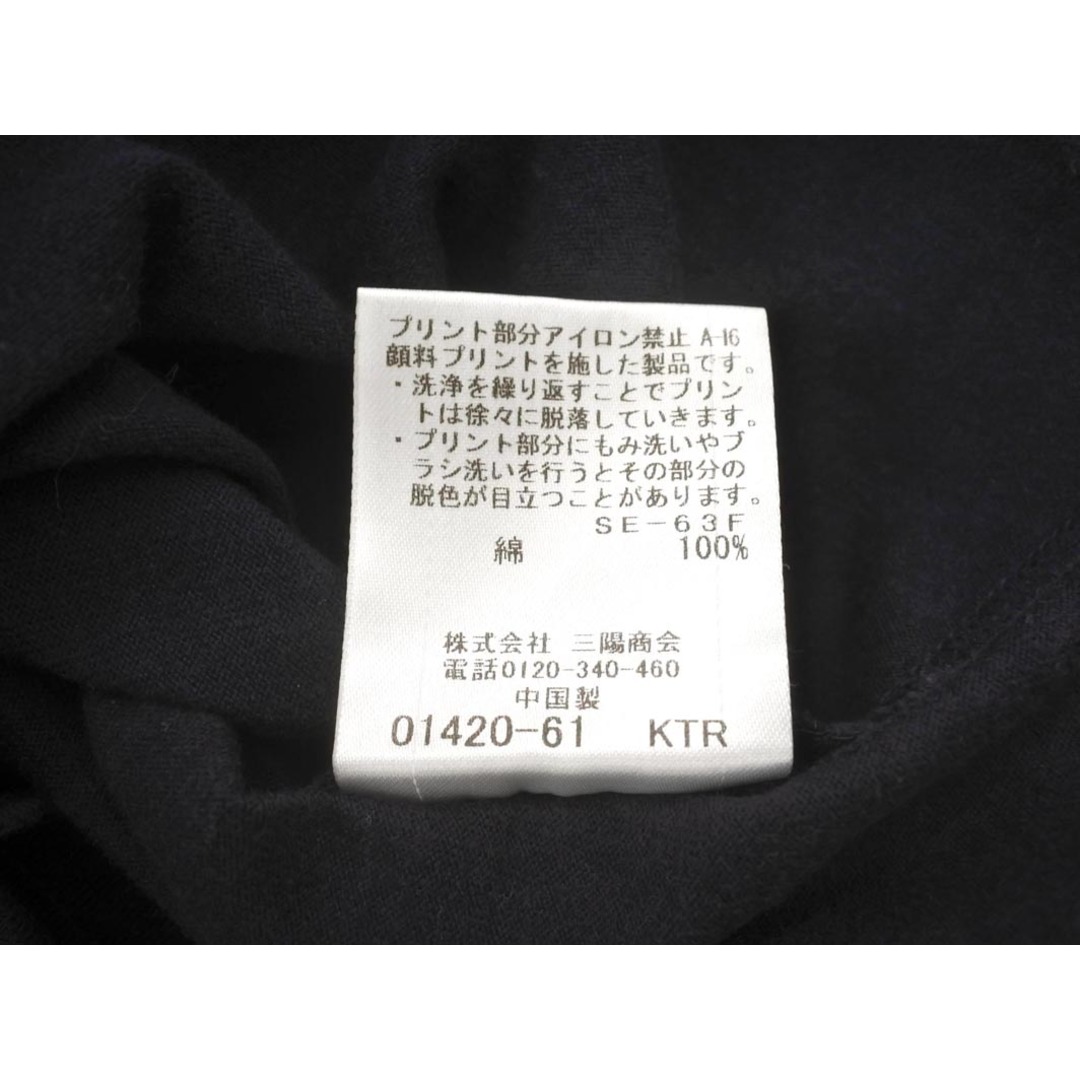 プリント部分アイロン禁止 A-16
顔料プリントを施した製品です。
・洗浄を繰り返すことでプリン
トは徐々に脱落していきます。
・プリント部分にもみ洗いやブ
ラシ洗いを行うとその部分の
脱色が目立つことがあります。
SE-63F
綿 100%
株式会社 三陽商会
電話0120-340-460
中国製
01420-61 KTR